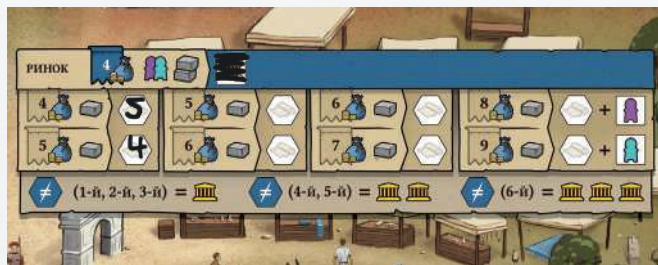 РИНОК 4
4 5 5 6 8 +
5 4 6 7 9 +
≠ (1-й, 2-й, 3-й) = ≠ (4-й, 5-й) = ≠ (6-й) =